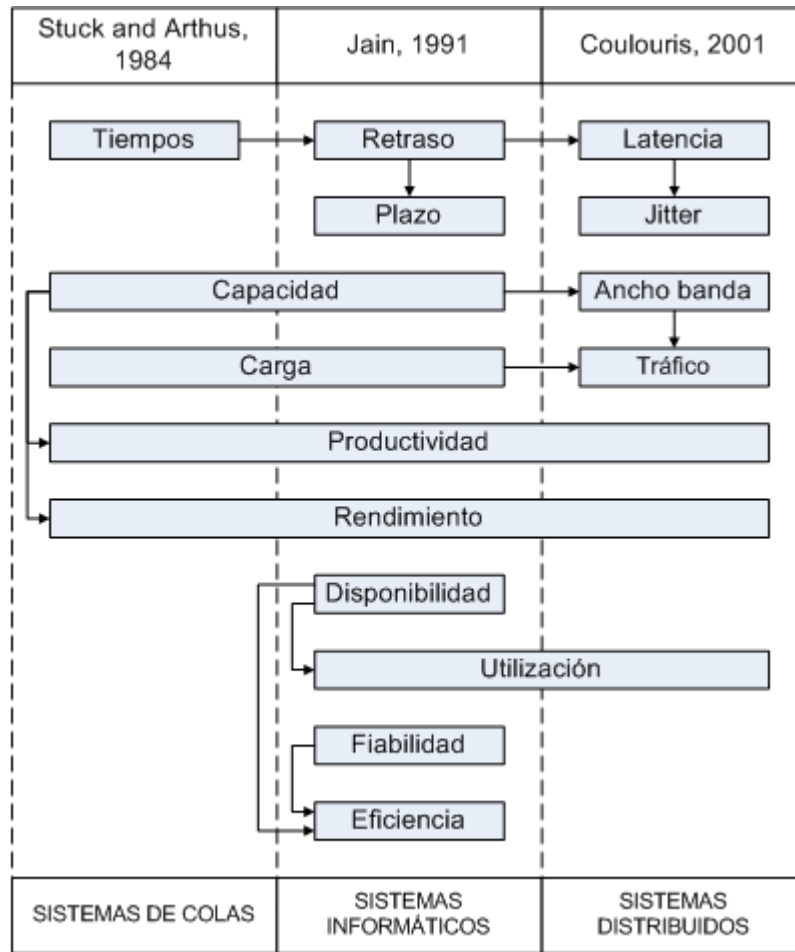 Stuck and Arthus,
1984
Jain, 1991
Coulouris, 2001
Tiempos
Retraso
Latencia
Plazo
Jitter
Capacidad
Ancho banda
Carga
Tráfico
Productividad
Rendimiento
Disponibilidad
Utilización
Fiabilidad
Eficiencia
SISTEMAS DE COLAS
SISTEMAS
INFORMÁTICOS
SISTEMAS
DISTRIBUIDOS